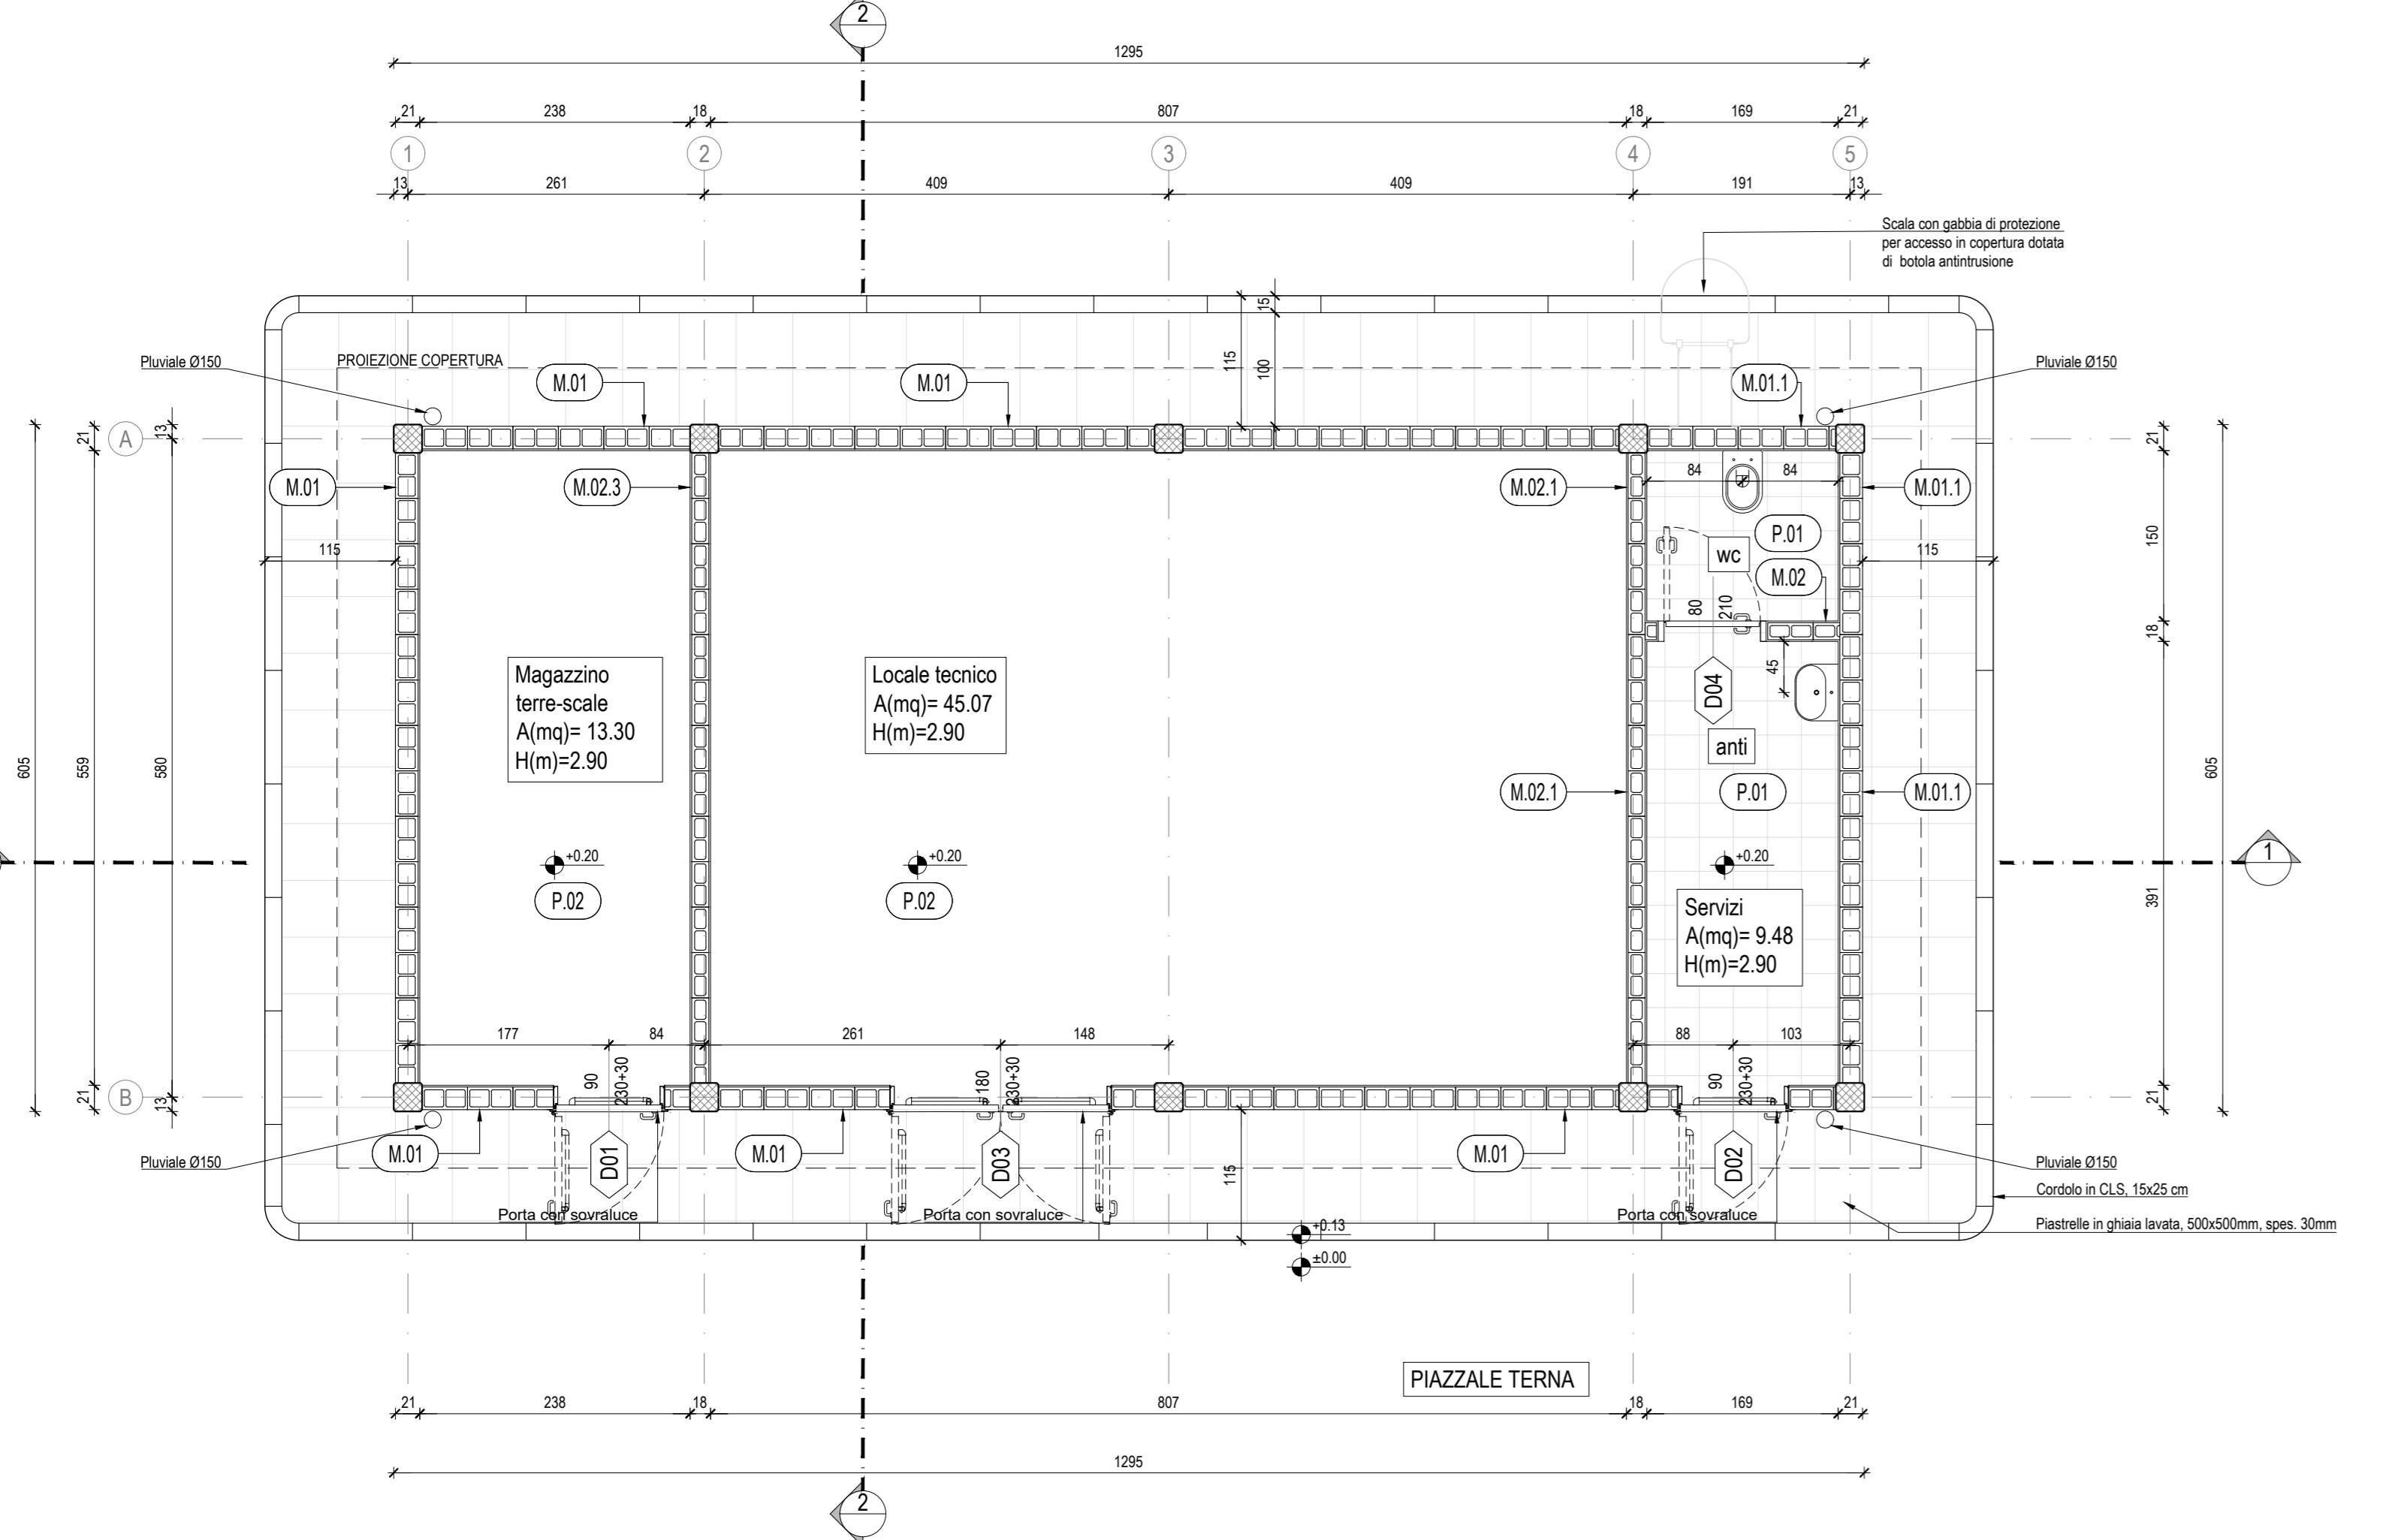 2
1295
21 238 18 807 18 169 21
1 2 3 4 5
13 261 409 409 191 13
Scala con gabbia di protezione
per accesso in copertura dotata
di botola antintrusione
15
115
100
Pluviale Ø150
PROIEZIONE COPERTURA
M.01
M.01
M.01.1
Pluviale Ø150
A
21
13
21
M.01
M.02.3
M.02.1
84 84
M.01.1
P.01
wc
M.02
115
115
150
80
210
18
45
Magazzino
terre-scale
A(mq)= 13.30
H(m)=2.90
Locale tecnico
A(mq)= 45.07
H(m)=2.90
D04
anti
605
559
580
605
M.02.1
P.01
M.01.1
+0.20
+0.20
+0.20
1
P.02
P.02
391
Servizi
A(mq)= 9.48
H(m)=2.90
177 84 261 148 88 103
90
230+30
180
230+30
90
230+30
B
21
13
21
M.01
M.01
M.01
D01
D03
D02
115
Pluviale Ø150
Pluviale Ø150
Cordolo in CLS, 15x25 cm
Porta con sovraluce
Porta con sovraluce
Porta con sovraluce
Piastrelle in ghiaia lavata, 500x500mm, spes. 30mm
+0.13
±0.00
PIAZZALE TERNA
21 238 18 807 18 169 21
1295
2